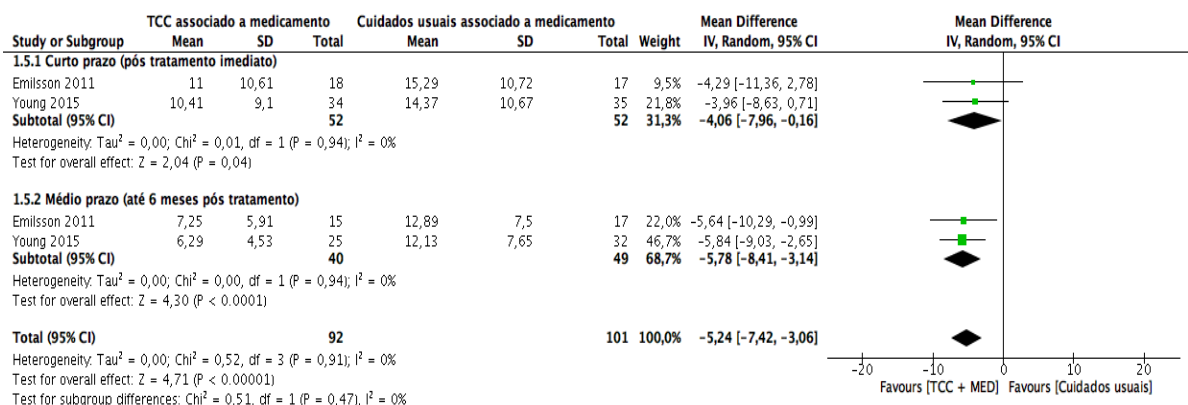 TCC associado a medicamento Cuidados usuais associado a medicamento Mean Difference Mean Difference
Study or Subgroup Mean SD Total Mean SD Total Weight IV, Random, 95% CI IV, Random, 95% CI
1.5.1 Curto prazo (pós tratamento imediato)
Emilsson 2011 11 10,61 18 15,29 10,72 17 9,5% −4,29 [−11,36, 2,78]
Young 2015 10,41 9,1 34 14,37 10,67 35 21,8% −3,96 [−8,63, 0,71]
Subtotal (95% CI) 52 52 31,3% −4,06 [−7,96, −0,16]
Heterogeneity: Tau² = 0,00; Chi² = 0,01, df = 1 (P = 0,94); I² = 0%
Test for overall effect: Z = 2,04 (P = 0,04)
1.5.2 Médio prazo (até 6 meses pós tratamento)
Emilsson 2011 7,25 5,91 15 12,89 7,5 17 22,0% −5,64 [−10,29, −0,99]
Young 2015 6,29 4,53 25 12,13 7,65 32 46,7% −5,84 [−9,03, −2,65]
Subtotal (95% CI) 40 49 68,7% −5,78 [−8,41, −3,14]
Heterogeneity: Tau² = 0,00; Chi² = 0,00, df = 1 (P = 0,94); I² = 0%
Test for overall effect: Z = 4,30 (P < 0.0001)
Total (95% CI) 92 101 100,0% −5,24 [−7,42, −3,06]
Heterogeneity: Tau² = 0,00; Chi² = 0,52, df = 3 (P = 0,91); I² = 0%
Test for overall effect: Z = 4,71 (P < 0.00001)
Test for subgroup differences: Chi² = 0,51, df = 1 (P = 0,47), I² = 0%
−20 −10 0 10 20
Favours [TCC + MED] Favours [Cuidados usuais]